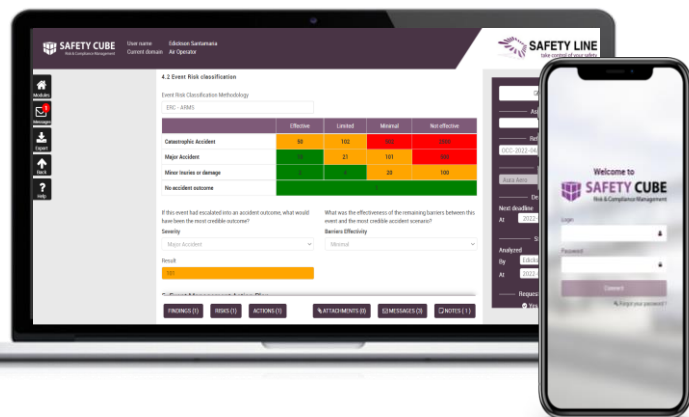 SAFETY CUBE
Risk & Compliance Management
User name Edickson Santamaria
Current domain Air Operator
SAFETY LINE
take control of your safety
Modules
Messages
Export
Back
Help
4.2 Event Risk classification
Event Risk Classification Methodology
ERC - ARMS
Effective Limited Minimal Not effective
Catastrophic Accident 50 102
Major Accident 21 101
Minor Injuries or damage 20 100
No accident outcome
If this event had escalated into an accident outcome, what would
have been the most credible outcome?
Severity
Major Accident
What was the effectiveness of the remaining barriers between this
event and the most credible accident scenario?
Barriers Effectivity
Minimal
Result
101
FINDINGS (1) RISKS (1) ACTIONS (1) ATTACHMENTS (0) MESSAGES (3) NOTES ( 1 )
Next deadline
At 2022-
Analyzed
By
At 2022-
Request
Welcome to
SAFETY CUBE
Risk & Compliance Management
Login
Password
Connect
Forgot your password ?